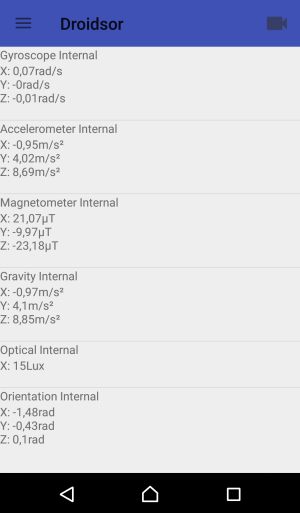 Droidsor
Gyroscope Internal
X: 0,07rad/s
Y: -0rad/s
Z: -0,01rad/s
Accelerometer Internal
X: -0,95m/s²
Y: 4,02m/s²
Z: 8,69m/s²
Magnetometer Internal
X: 21,07µT
Y: -9,97µT
Z: -23,18µT
Gravity Internal
X: -0,97m/s²
Y: 4,1m/s²
Z: 8,85m/s²
Optical Internal
X: 15Lux
Orientation Internal
X: -1,48rad
Y: -0,43rad
Z: 0,1rad